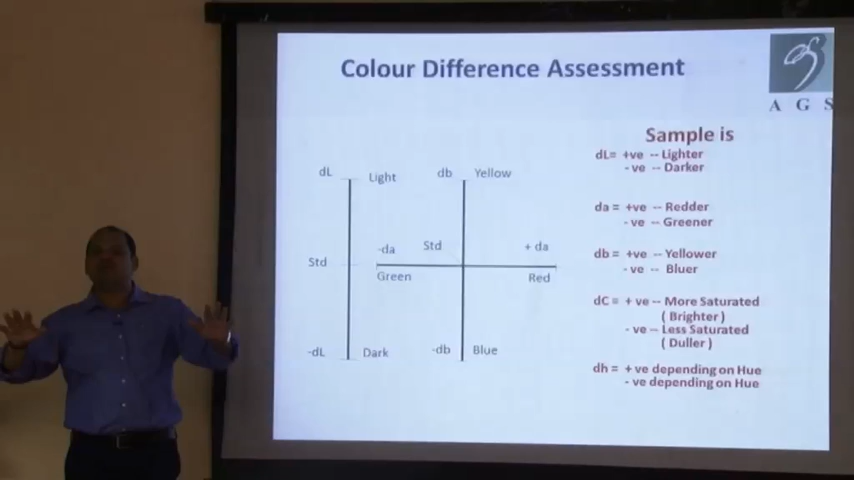 Colour Difference Assessment
A G S
Sample is
dL= +ve -- Lighter
- ve -- Darker
da = +ve -- Redder
- ve -- Greener
db = +ve -- Yellower
- ve -- Bluer
dC = + ve -- More Saturated
( Brighter )
- ve -- Less Saturated
( Duller )
dh = + ve depending on Hue
- ve depending on Hue
dL Light
Std
-dL Dark
db Yellow
-da Std + da
Green Red
-db Blue